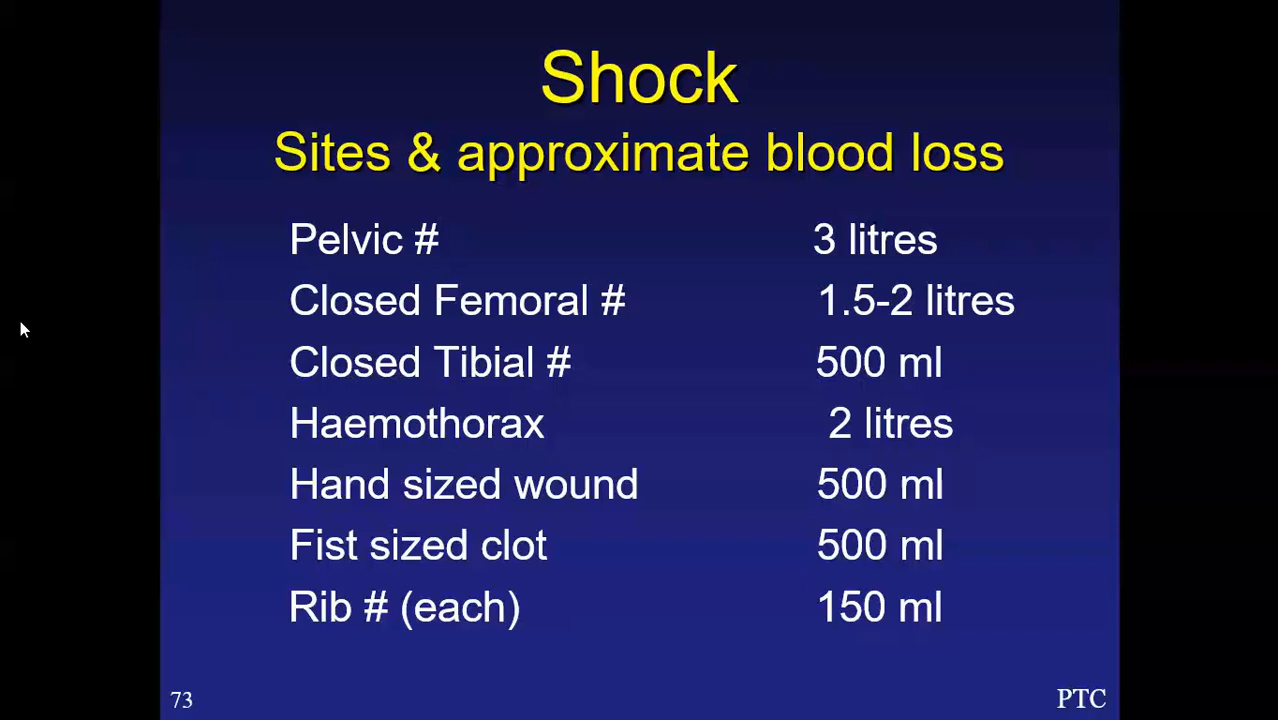 Shock
Sites & approximate blood loss
Pelvic # 3 litres
Closed Femoral # 1.5-2 litres
Closed Tibial # 500 ml
Haemothorax 2 litres
Hand sized wound 500 ml
Fist sized clot 500 ml
Rib # (each) 150 ml
73 PTC